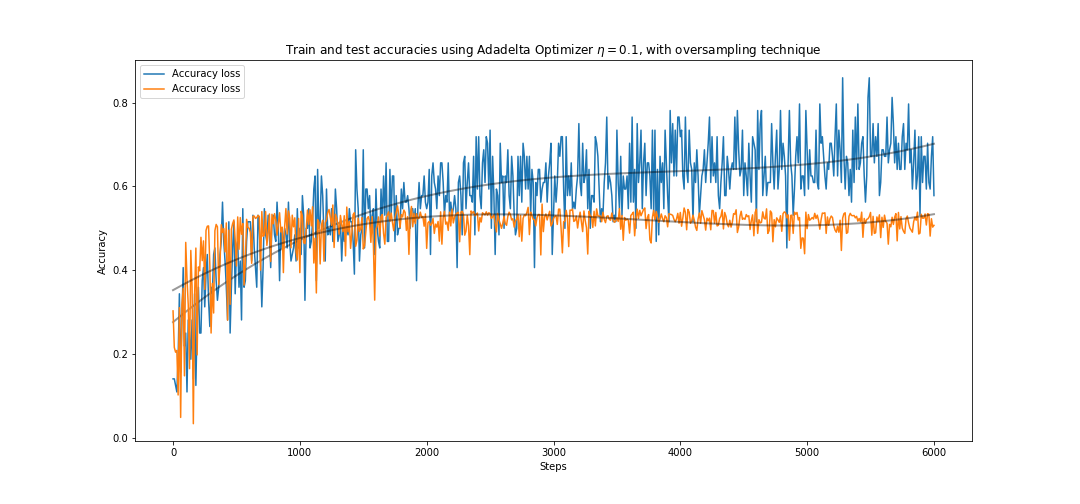 Train and test accuracies using Adadelta Optimizer η = 0.1, with oversampling technique
Accuracy loss
Accuracy loss
Accuracy
0.8
0.6
0.4
0.2
0.0
0 1000 2000 3000 4000 5000 6000
Steps